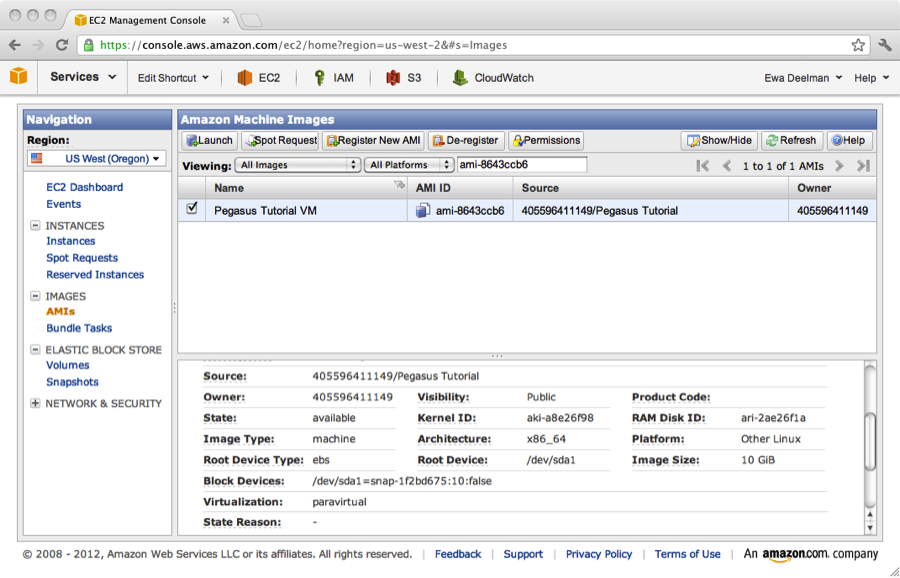 EC2 Management Console
https://console.aws.amazon.com/ec2/home?region=us-west-2&#s=Images
Services Edit Shortcut EC2 IAM S3 CloudWatch Ewa Deelman Help
Navigation
Region:
US West (Oregon)
EC2 Dashboard
Events
INSTANCES
Instances
Spot Requests
Reserved Instances
IMAGES
AMIs
Bundle Tasks
ELASTIC BLOCK STORE
Volumes
Snapshots
NETWORK & SECURITY
Amazon Machine Images
Launch Spot Request Register New AMI De-register Permissions Show/Hide Refresh Help
Viewing: All Images All Platforms ami-8643ccb6 1 to 1 of 1 AMIs
Name AMI ID Source Owner
Pegasus Tutorial VM ami-8643ccb6 405596411149/Pegasus Tutorial 405596411149
Source: 405596411149/Pegasus Tutorial
Owner: 405596411149 Visibility: Public Product Code:
State: available Kernel ID: aki-a8e26f98 RAM Disk ID: ari-2ae26f1a
Image Type: machine Architecture: x86_64 Platform: Other Linux
Root Device Type: ebs Root Device: /dev/sda1 Image Size: 10 GiB
Block Devices: /dev/sda1=snap-1f2bd675:10:false
Virtualization: paravirtual
State Reason: -
© 2008 - 2012, Amazon Web Services LLC or its affiliates. All rights reserved. | Feedback | Support | Privacy Policy | Terms of Use | An amazon.com. company